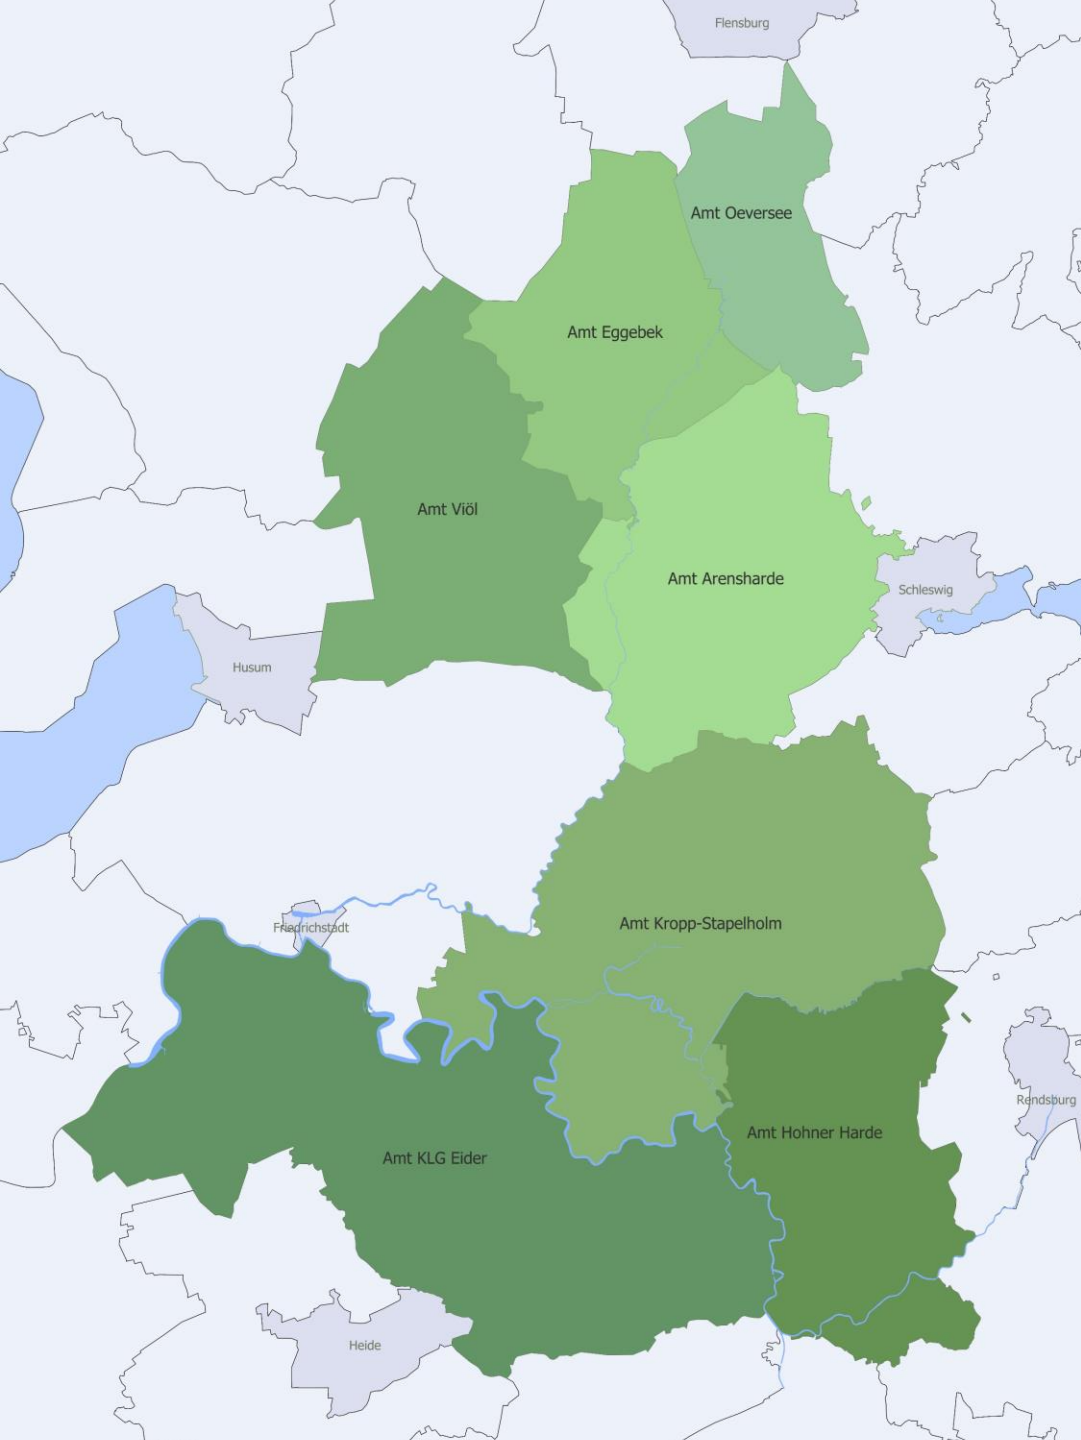 Flensburg
Amt Oeversee
Amt Eggebek
Amt Viöl
Amt Arensharde
Schleswig
Husum
Amt Kropp-Stapelholm
Friedrichstadt
Rendsburg
Amt Hohner Harde
Amt KLG Eider
Heide